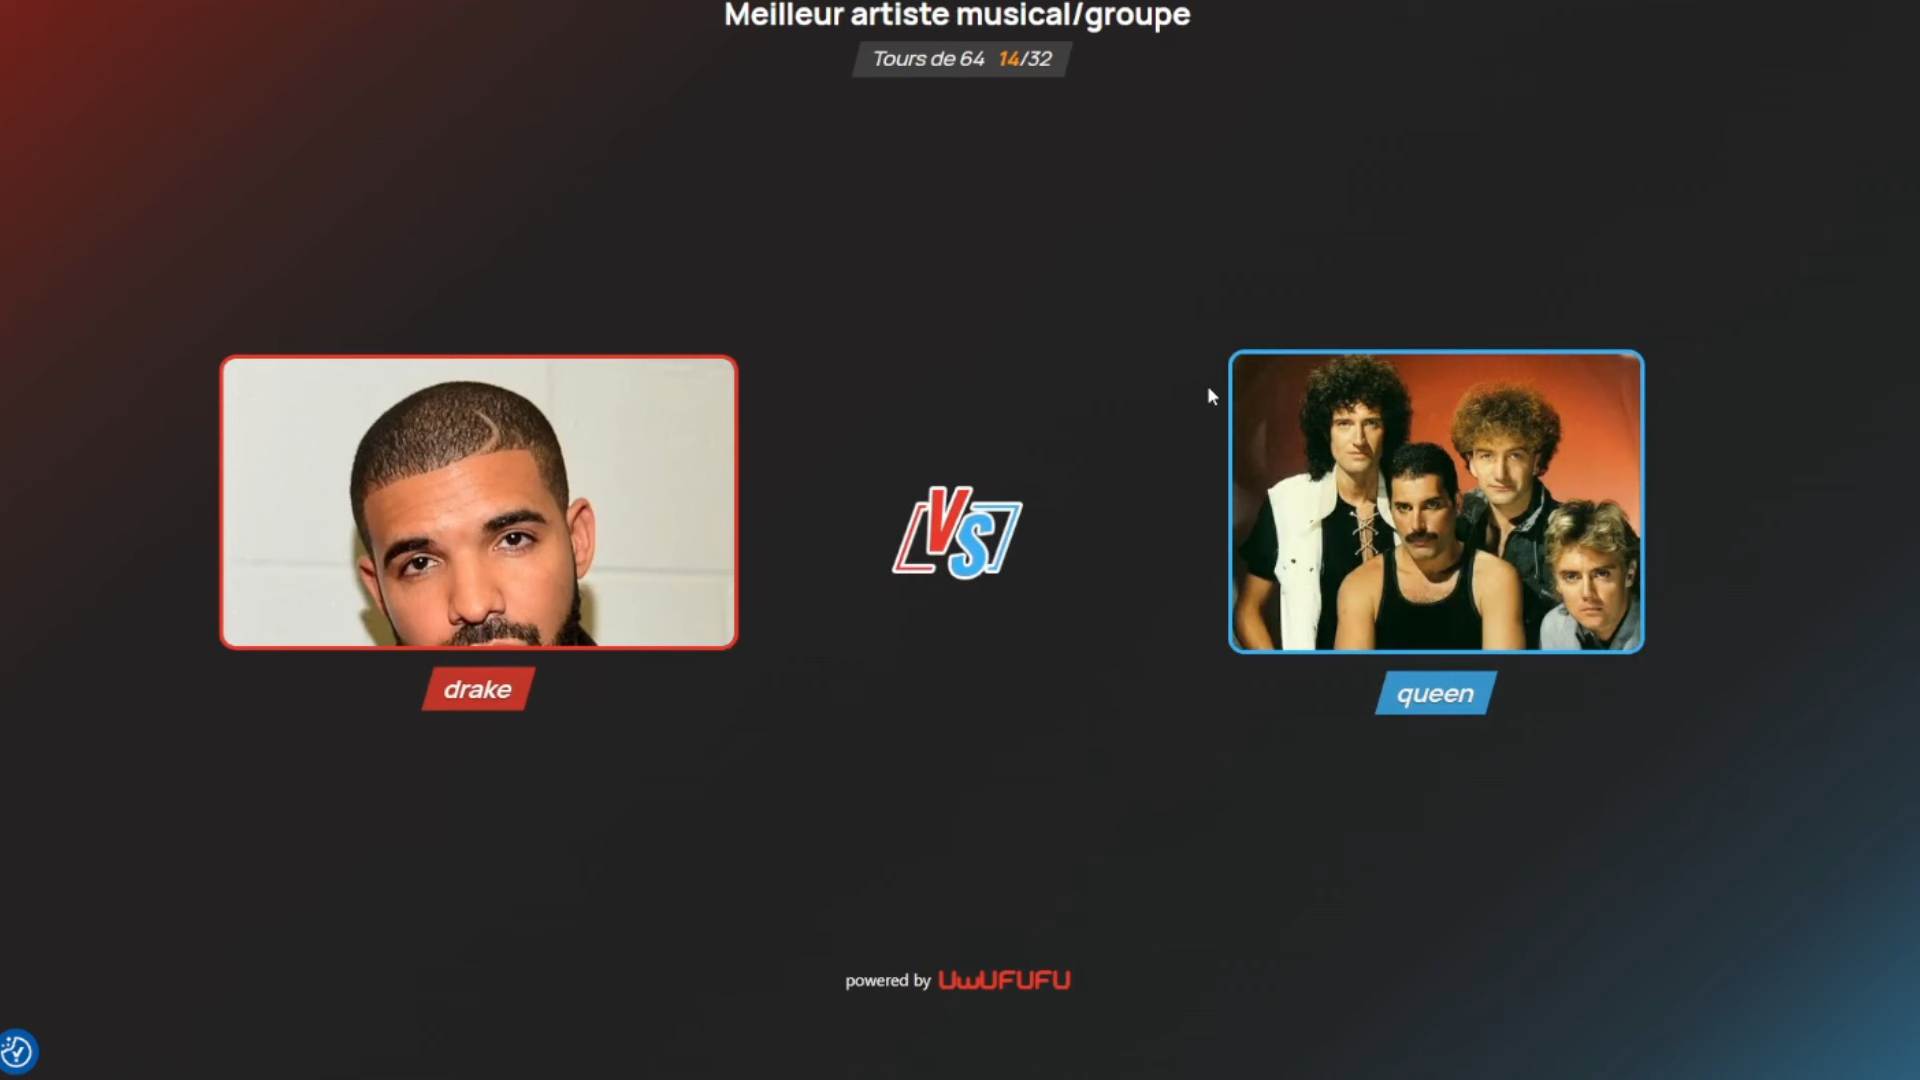 Meilleur artiste musical/groupe
Tours de 64 14/32
VS
drake
queen
powered by UwUFUFU